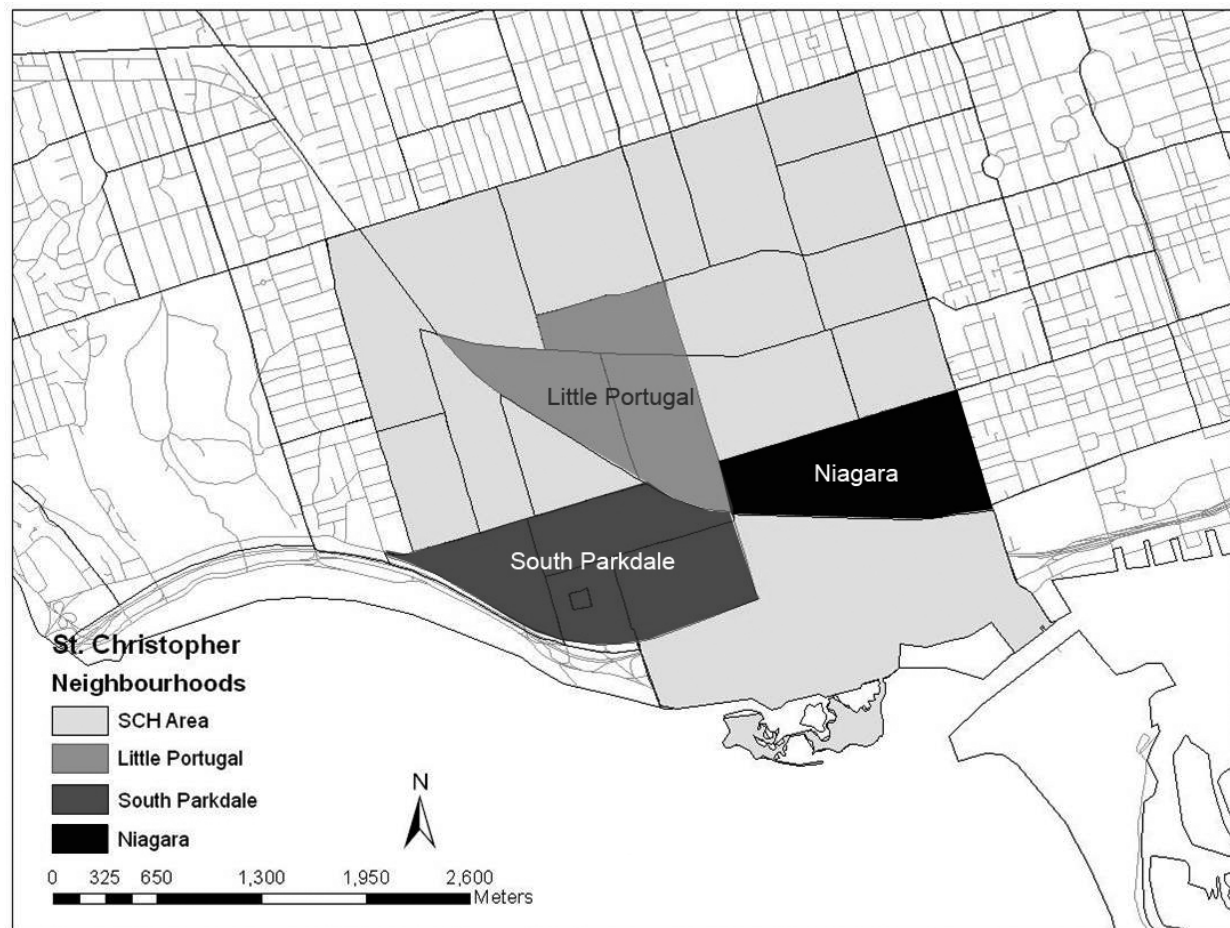 Little Portugal
Niagara
South Parkdale
St. Christopher
Neighbourhoods
SCH Area
Little Portugal
South Parkdale
Niagara
N
0 325 650 1,300 1,950 2,600
Meters